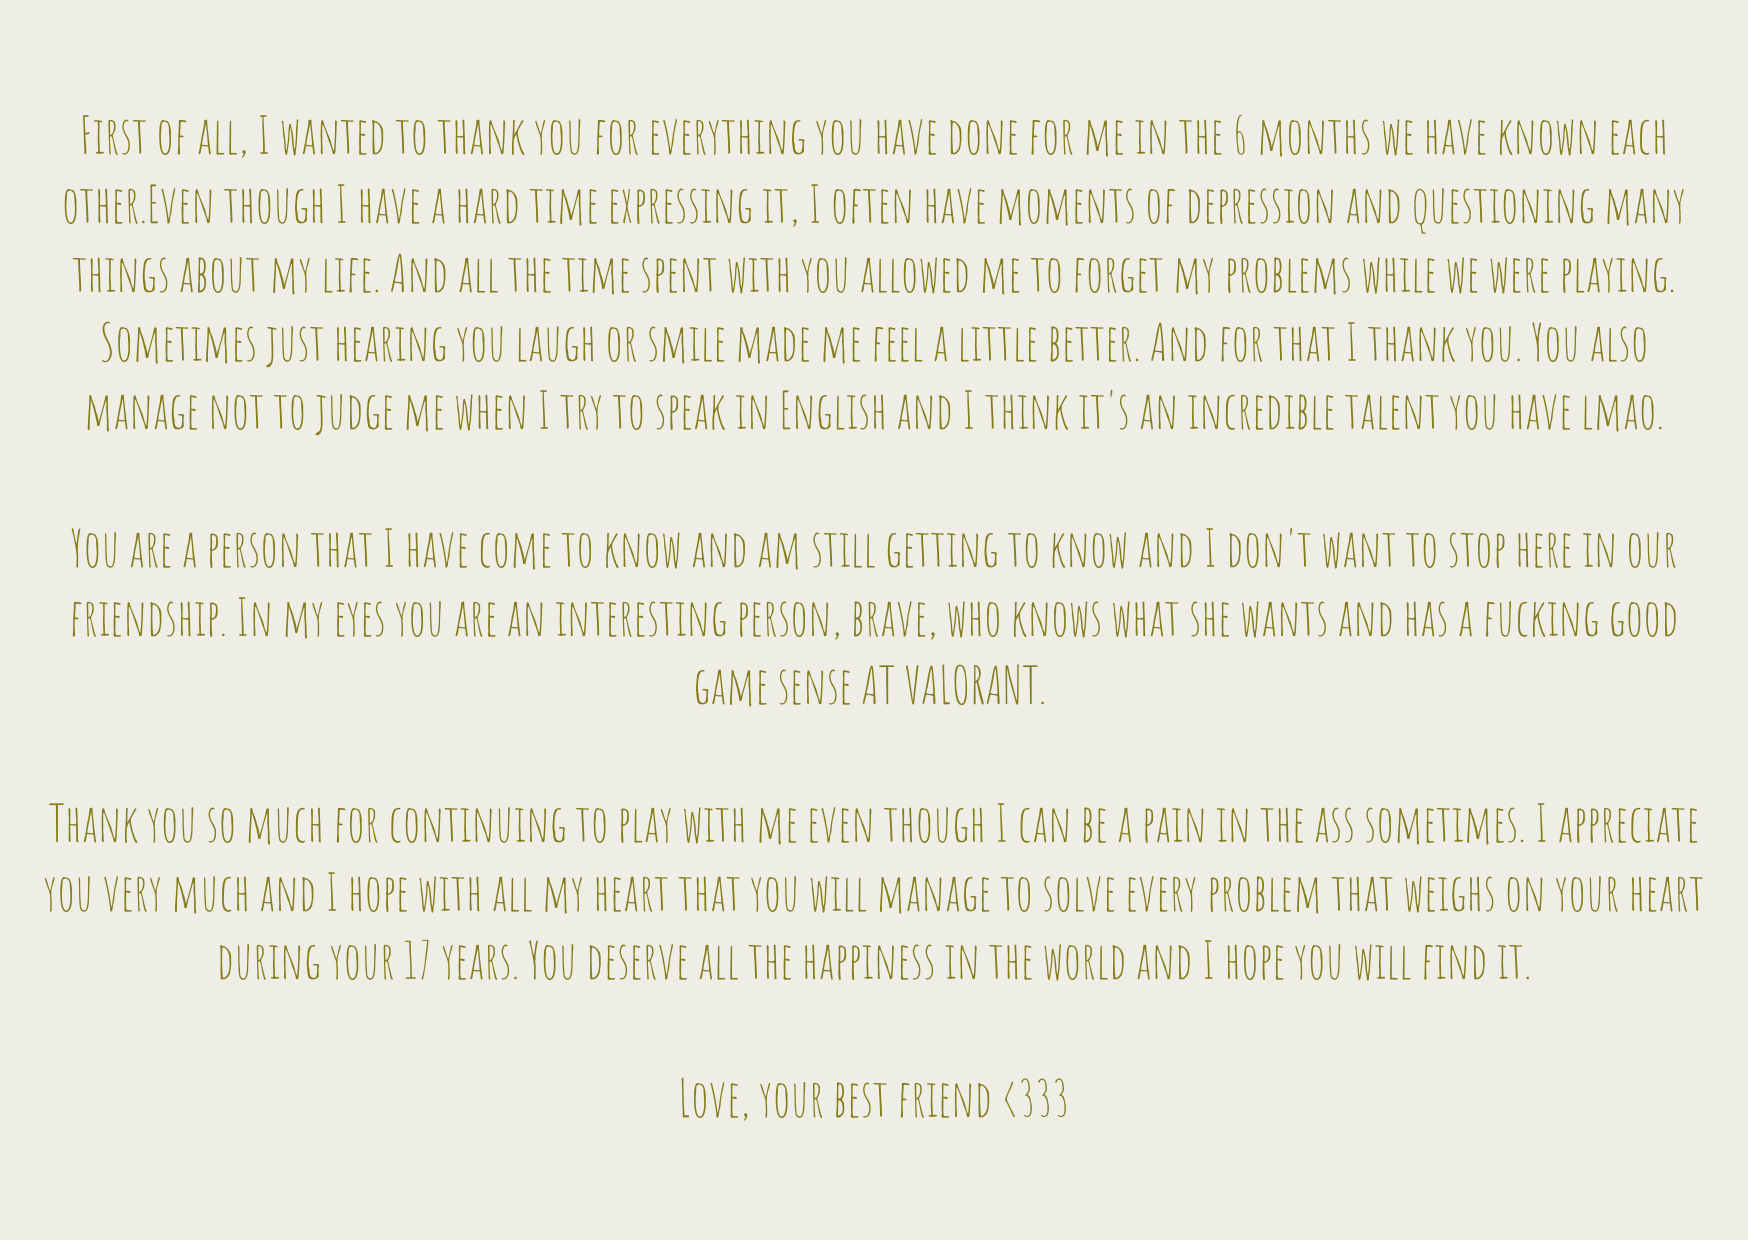 First of all, I wanted to thank you for everything you have done for me in the 6 months we have known each
other.Even though I have a hard time expressing it, I often have moments of depression and questioning many
things about my life. And all the time spent with you allowed me to forget my problems while we were playing.
Sometimes just hearing you laugh or smile made me feel a little better. And for that I thank you. You also
manage not to judge me when I try to speak in English and I think it's an incredible talent you have lmao.

You are a person that I have come to know and am still getting to know and I don't want to stop here in our
friendship. In my eyes you are an interesting person, brave, who knows what she wants and has a fucking good
game sense AT VALORANT.

Thank you so much for continuing to play with me even though I can be a pain in the ass sometimes. I appreciate
you very much and I hope with all my heart that you will manage to solve every problem that weighs on your heart
during your 17 years. You deserve all the happiness in the world and I hope you will find it.

Love, your best friend <333